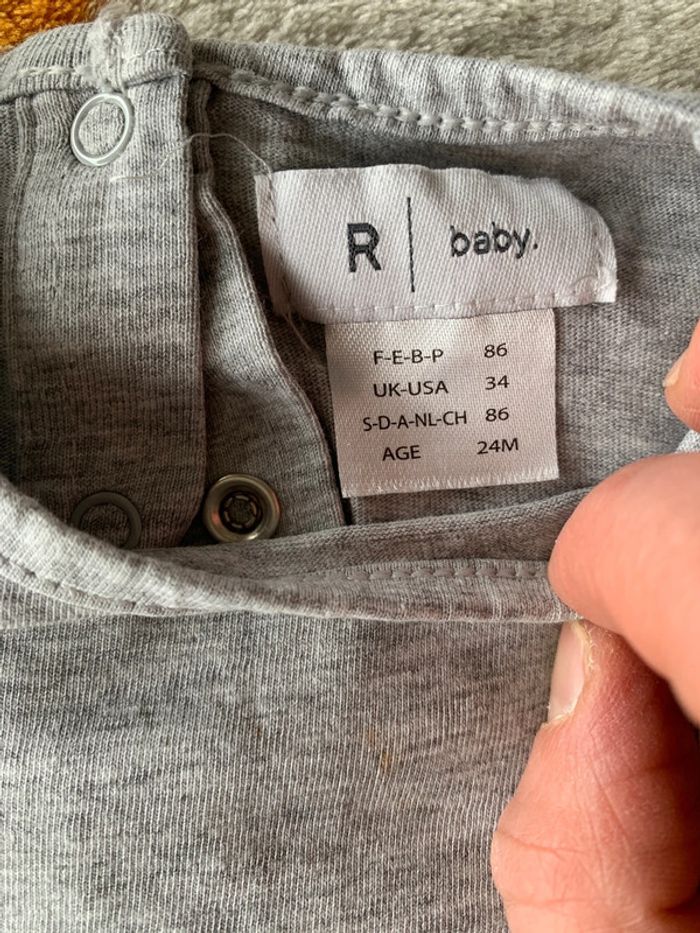 R | baby.
F-E-B-P 86
UK-USA 34
S-D-A-NL-CH 86
AGE 24M